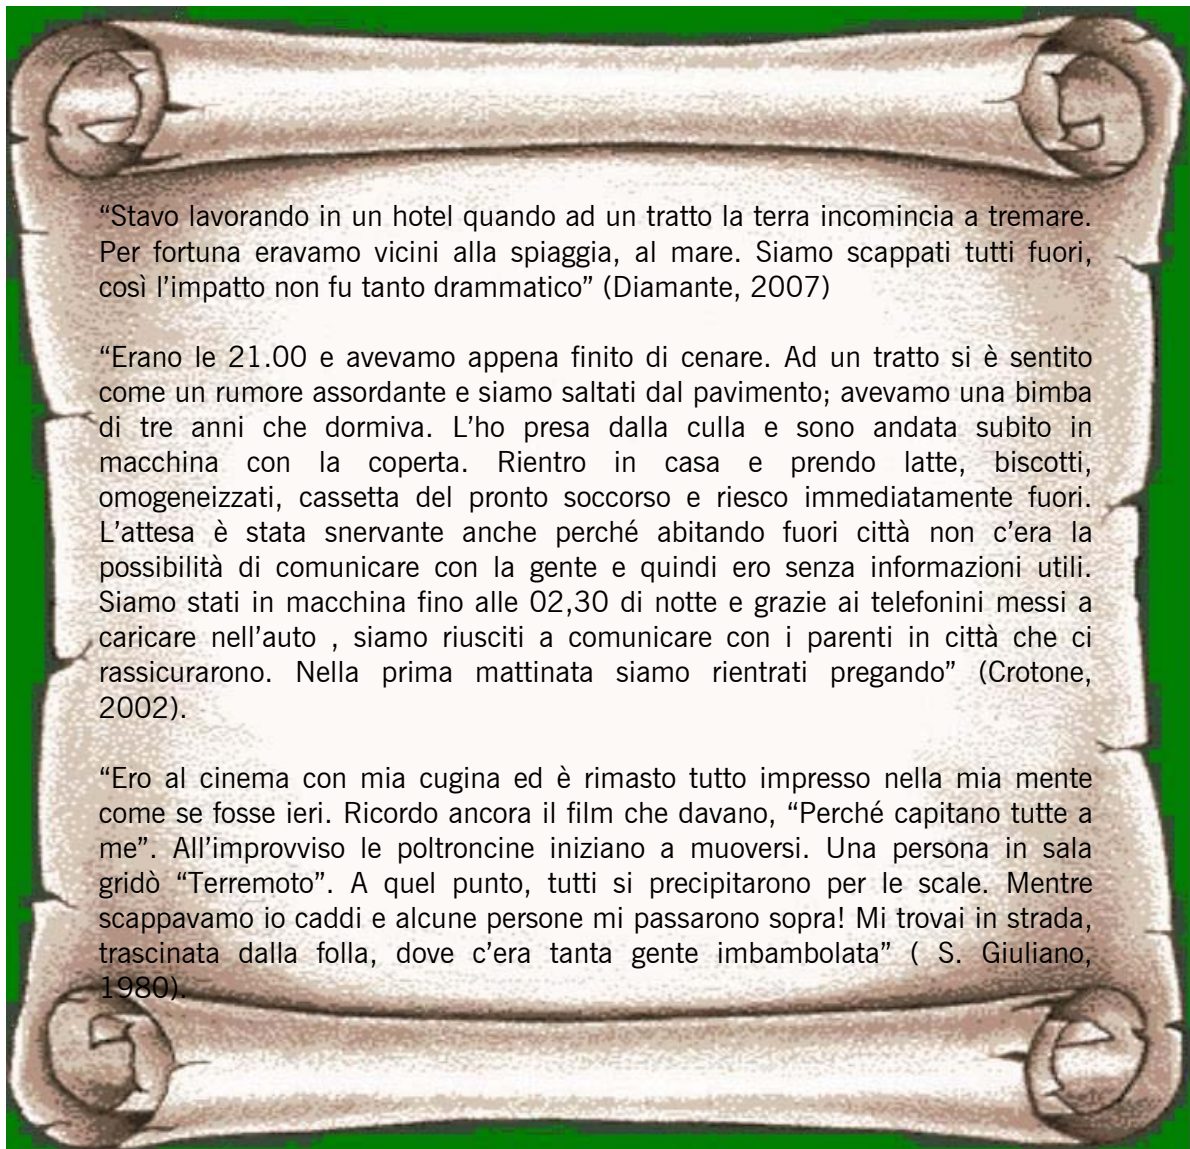 “Stavo lavorando in un hotel quando ad un tratto la terra incomincia a tremare.
Per fortuna eravamo vicini alla spiaggia, al mare. Siamo scappati tutti fuori,
così l’impatto non fu tanto drammatico” (Diamante, 2007)
“Erano le 21.00 e avevamo appena finito di cenare. Ad un tratto si è sentito
come un rumore assordante e siamo saltati dal pavimento; avevamo una bimba
di tre anni che dormiva. L’ho presa dalla culla e sono andata subito in
macchina con la coperta. Rientro in casa e prendo latte, biscotti,
omogeneizzati, cassetta del pronto soccorso e riesco immediatamente fuori.
L’attesa è stata snervante anche perché abitando fuori città non c’era la
possibilità di comunicare con la gente e quindi ero senza informazioni utili.
Siamo stati in macchina fino alle 02,30 di notte e grazie ai telefonini messi a
caricare nell’auto , siamo riusciti a comunicare con i parenti in città che ci
rassicurarono. Nella prima mattinata siamo rientrati pregando” (Crotone,
2002).
“Ero al cinema con mia cugina ed è rimasto tutto impresso nella mia mente
come se fosse ieri. Ricordo ancora il film che davano, “Perché capitano tutte a
me”. All’improvviso le poltroncine iniziano a muoversi. Una persona in sala
gridò “Terremoto”. A quel punto, tutti si precipitarono per le scale. Mentre
scappavamo io caddi e alcune persone mi passarono sopra! Mi trovai in strada,
trascinata dalla folla, dove c’era tanta gente imbambolata” ( S. Giuliano,
1980).